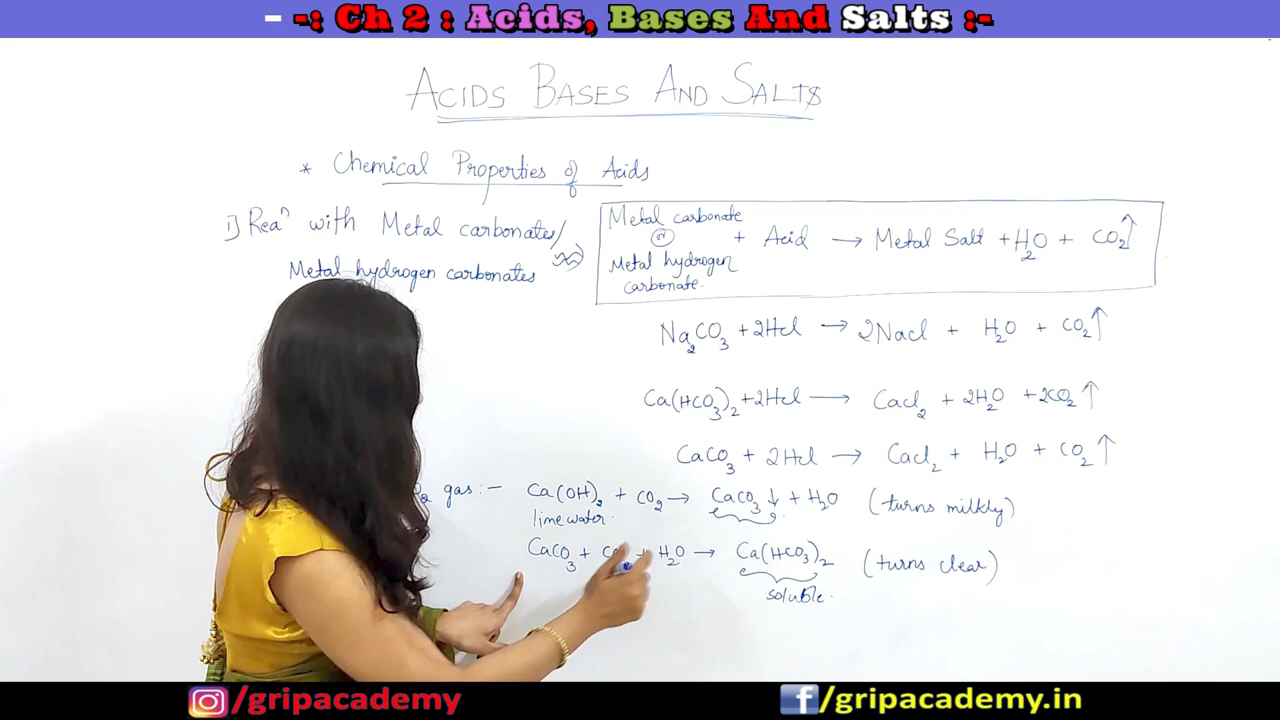 - -: Ch 2 : Acids, Bases And Salts :-
ACIDS BASES AND SALTS
* Chemical Properties of Acids
1) Reaⁿ with Metal carbonates/
Metal hydrogen carbonates
Metal carbonate
or
Metal hydrogen
carbonate.
+ Acid → Metal Salt + H₂O + CO₂↑
Na₂CO₃ + 2Hcl → 2Nacl + H₂O + CO₂↑
Ca(HCO₃)₂ + 2Hcl → Cacl₂ + 2H₂O + 2CO₂↑
CaCO₃ + 2Hcl → Cacl₂ + H₂O + CO₂↑
gas :- Ca(OH)₂ + CO₂ → CaCO₃↓ + H₂O (turns milkly)
lime water.
CaCO₃ + + H₂O → Ca(HCO₃)₂ (turns clear)
soluble.
/gripacademy
/gripacademy.in